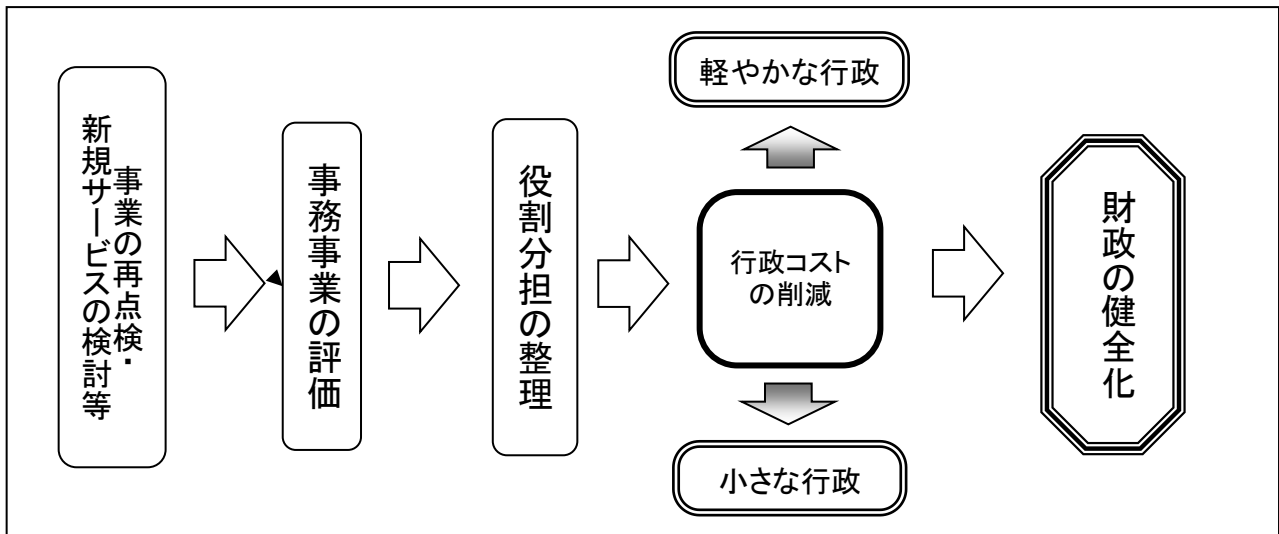 事業の再点検・
新規サービスの検討等
事務事業の評価
役割分担の整理
軽やかな行政
行政コスト
の削減
小さな行政
財政の健全化